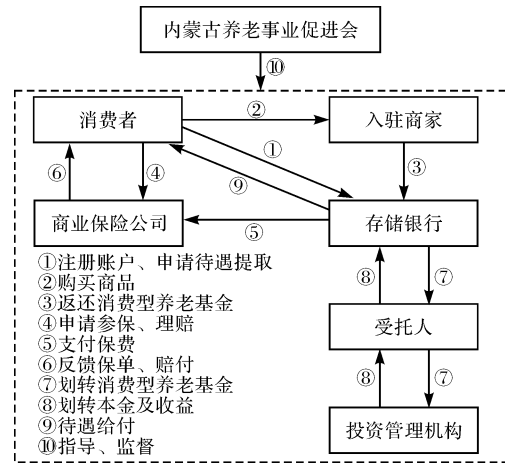 内蒙古养老事业促进会
⑩
消费者
②
入驻商家
①
⑥
④
⑨
③
商业保险公司
⑤
存储银行
①注册账户、申请待遇提取
②购买商品
③返还消费型养老基金
④申请参保、理赔
⑤支付保费
⑥反馈保单、赔付
⑦划转消费型养老基金
⑧划转本金及收益
⑨待遇给付
⑩指导、监督
⑧
⑦
受托人
⑧
⑦
投资管理机构